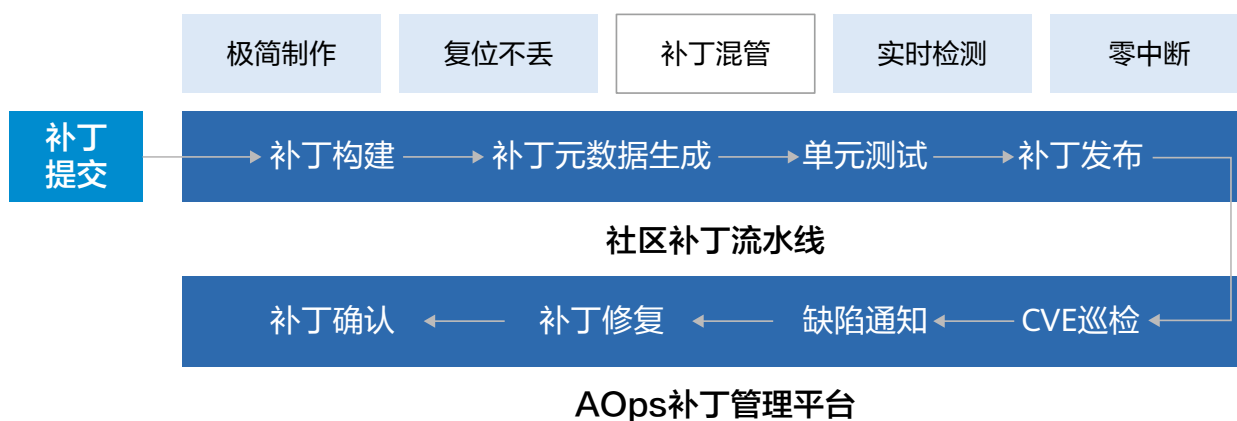 极简制作 复位不丢 补丁混管 实时检测 零中断
补丁
提交
补丁构建 补丁元数据生成 单元测试 补丁发布
社区补丁流水线
补丁确认 补丁修复 缺陷通知 CVE巡检
AOps补丁管理平台